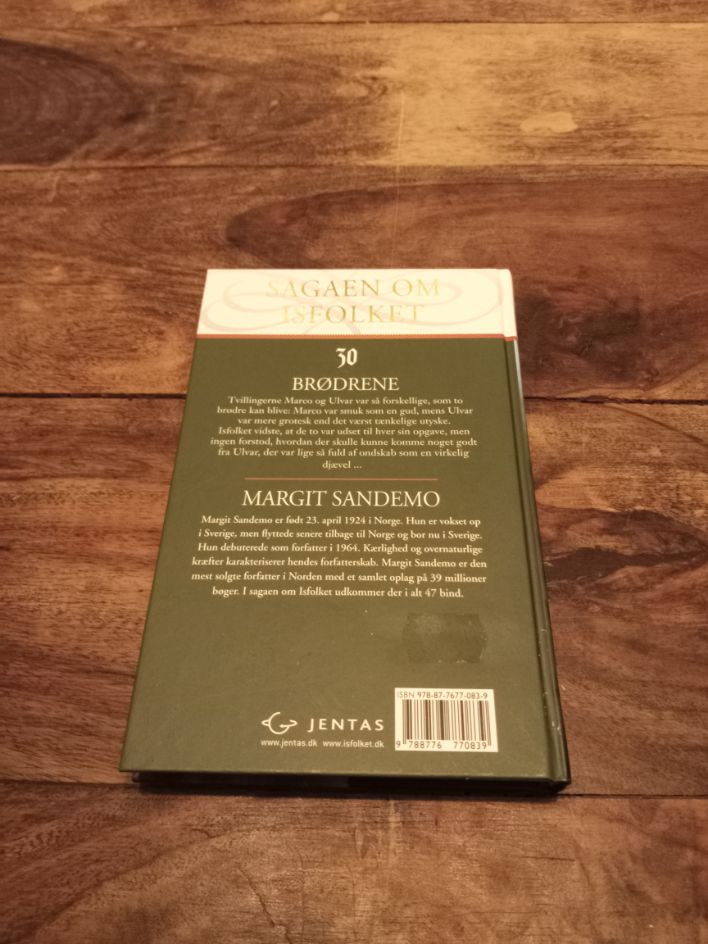 SAGAEN OM
ISFOLKET
30
BRØDRENE
Tvillingerne Marco og Ulvar var så forskellige, som to
brødre kan blive: Marco var smuk som en gud, mens Ulvar
var mere grotesk end det værst tænkelige utyske.
Isfolket vidste, at de to var udset til hver sin opgave, men
ingen forstod, hvordan der skulle kunne komme noget godt
fra Ulvar, der var lige så fuld af ondskab som en virkelig
djævel ...
MARGIT SANDEMO
Margit Sandemo er født 23. april 1924 i Norge. Hun er vokset op
i Sverige, men flyttede senere tilbage til Norge og bor nu i Sverige.
Hun debuterede som forfatter i 1964. Kærlighed og overnaturlige
kræfter karakteriserer hendes forfatterskab. Margit Sandemo er den
mest solgte forfatter i Norden med et samlet oplag på 39 millioner
bøger. I sagaen om Isfolket udkommer der i alt 47 bind.
ISBN 978-87-7677-083-9
JENTAS
www.jentas.dk www.isfolket.dk
9 788776 770839